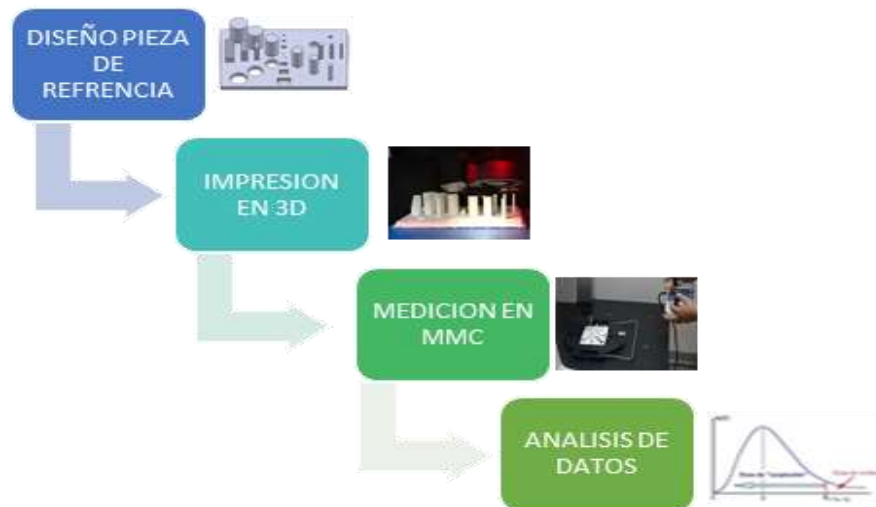 DISEÑO PIEZA
DE
REFRENCIA
IMPRESION
EN 3D
MEDICION EN
MMC
ANALISIS DE
DATOS